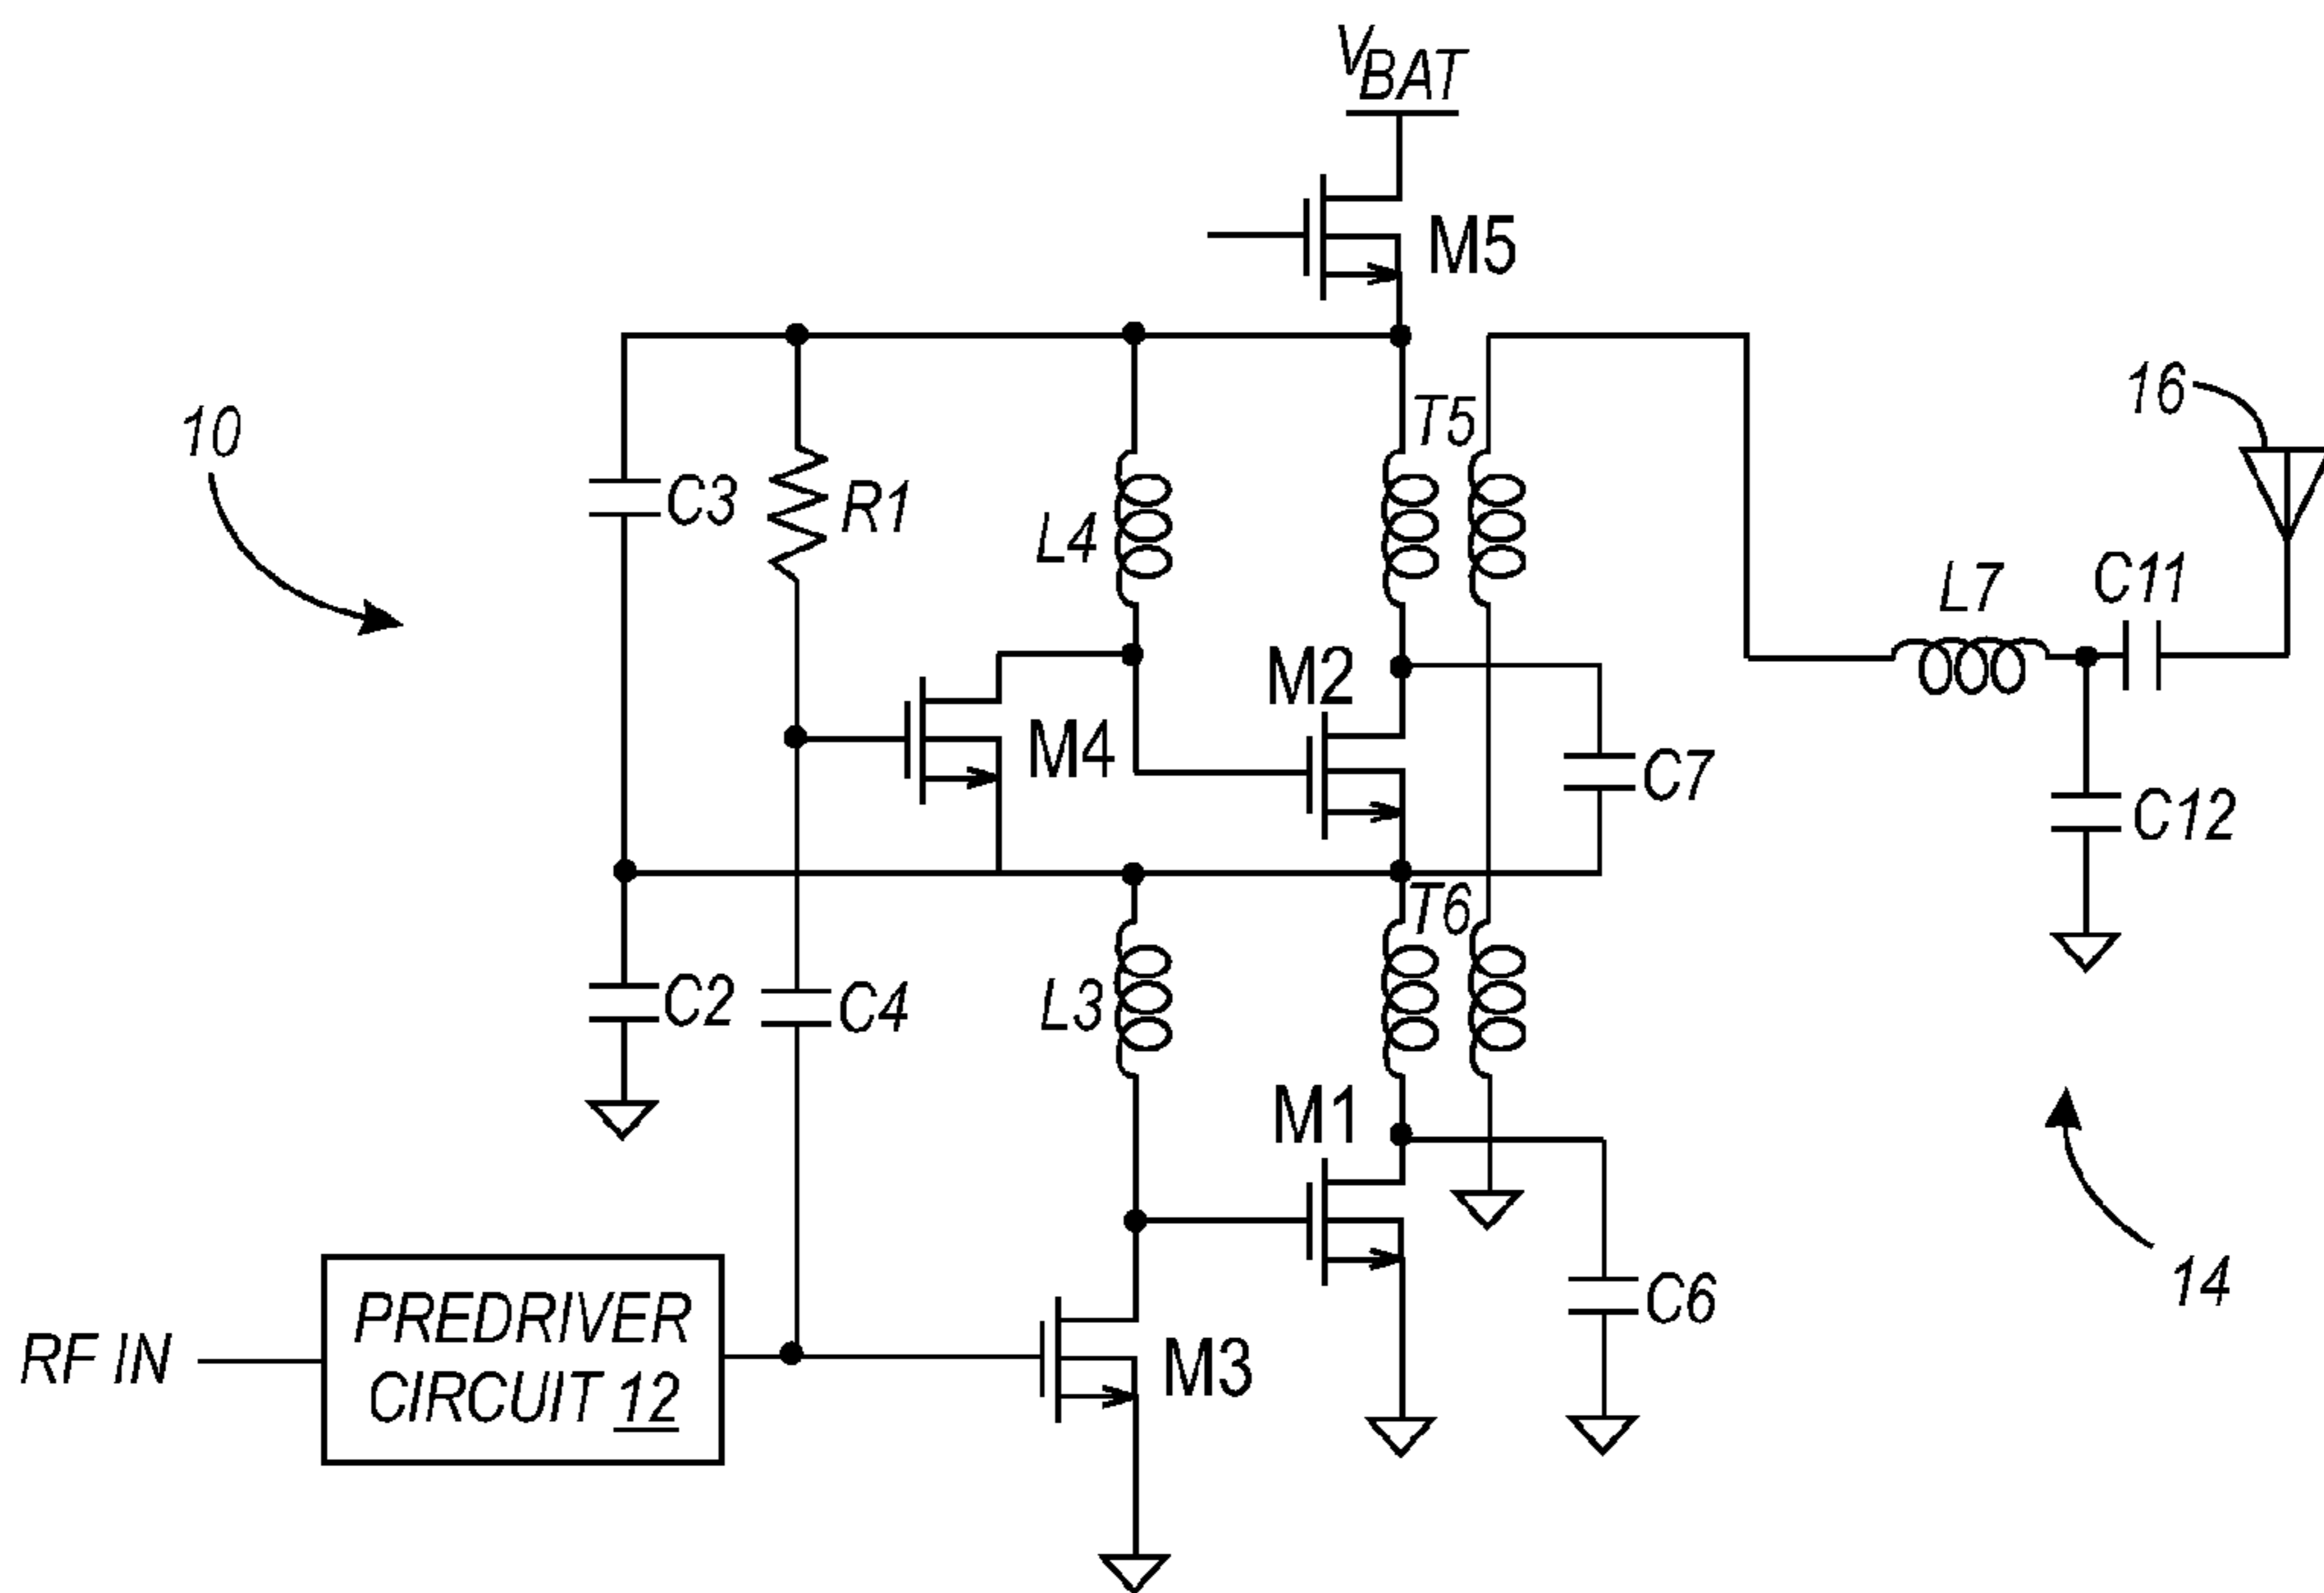 VBAT
M5
T5
16
10
C3
R1
L4
L7
C11
M2
M4
C7
C12
T6
C2
C4
L3
M1
14
C6
PREDRIVER
RF IN
CIRCUIT 12
M3